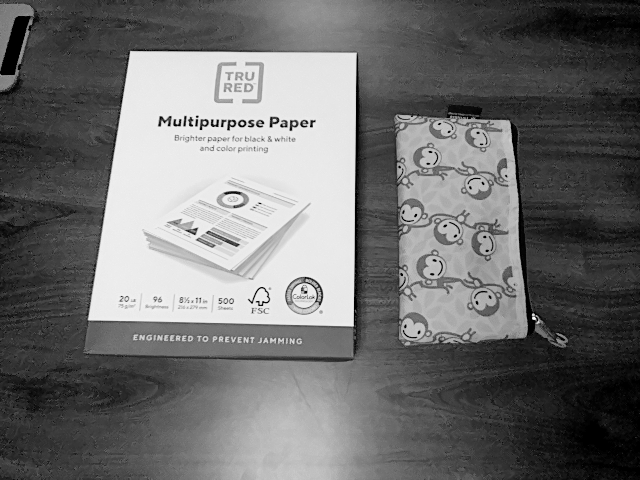 TRU
RED
Multipurpose Paper
Brighter paper for black & white
and color printing
20 LB
75 g/m²
96
Brightness
8½ x 11 in
216 x 279 mm
500
Sheets
FSC
ColorLok
ENGINEERED TO PREVENT JAMMING